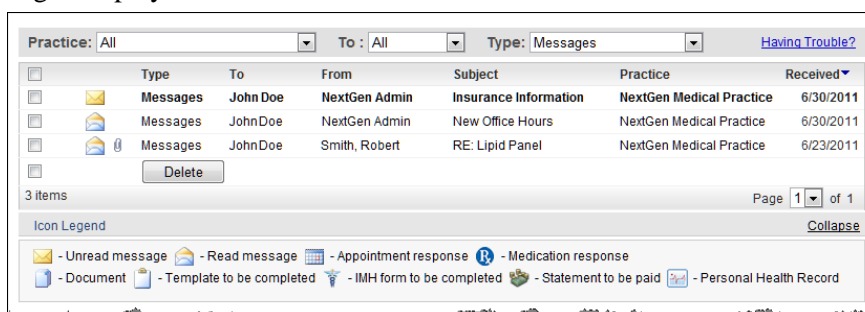 Practice: All To : All Type: Messages Having Trouble?
Type To From Subject Practice Received
Messages John Doe NextGen Admin Insurance Information NextGen Medical Practice 6/30/2011
Messages John Doe NextGen Admin New Office Hours NextGen Medical Practice 6/30/2011
Messages John Doe Smith, Robert RE: Lipid Panel NextGen Medical Practice 6/23/2011
Delete
3 items Page 1 of 1
Icon Legend Collapse
- Unread message - Read message - Appointment response - Medication response
- Document - Template to be completed - IMH form to be completed - Statement to be paid - Personal Health Record